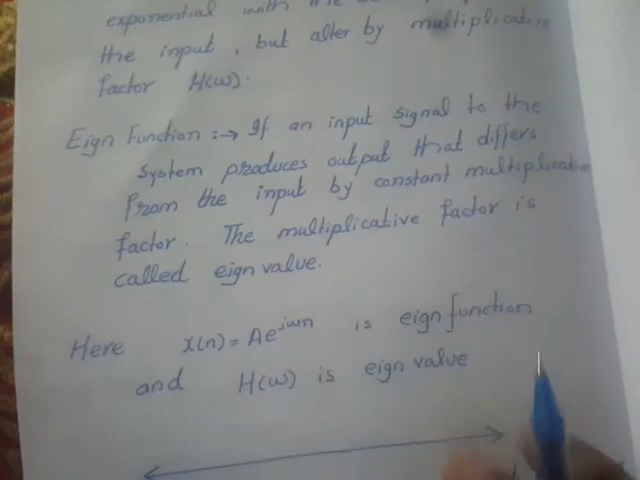 exponential with the
the input, but alter by multiplicative
factor H(ω).
Eign Function :→ If an input signal to the
system produces output that differs
from the input by constant multiplicative
factor. The multiplicative factor is
called eign value.
Here x(n) = Ae^{jωn} is eign function
and H(ω) is eign value